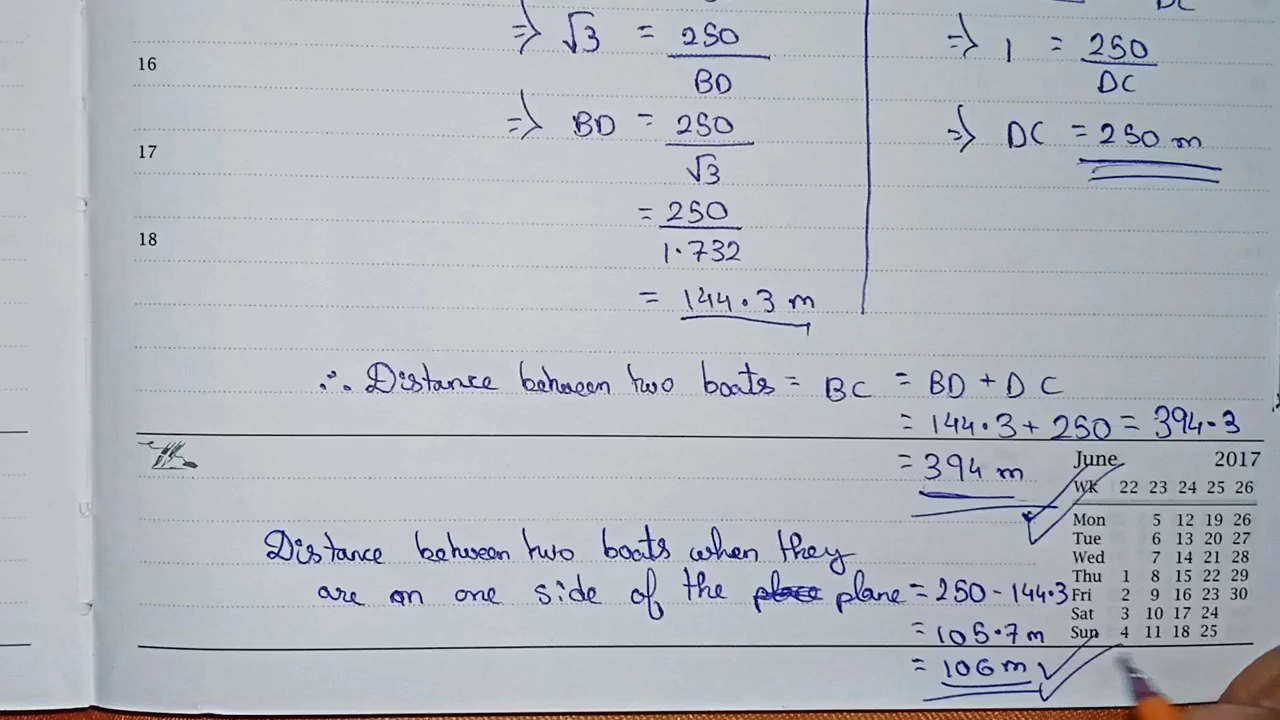 DC
⇒ √3 = 250
BD
⇒ 1 = 250
DC
16
⇒ BD = 250
√3
⇒ DC = 250 m
17
= 250
1.732
18
= 144.3 m
∴ Distance between two boats = BC = BD + DC
= 144.3 + 250 = 394.3
= 394 m
June 2017
Wk 22 23 24 25 26
Mon 5 12 19 26
Tue 6 13 20 27
Wed 7 14 21 28
Thu 1 8 15 22 29
Fri 2 9 16 23 30
Sat 3 10 17 24
Sun 4 11 18 25
Distance between two boats when they
are on one side of the plane = 250 - 144.3
= 105.7 m
= 106 m